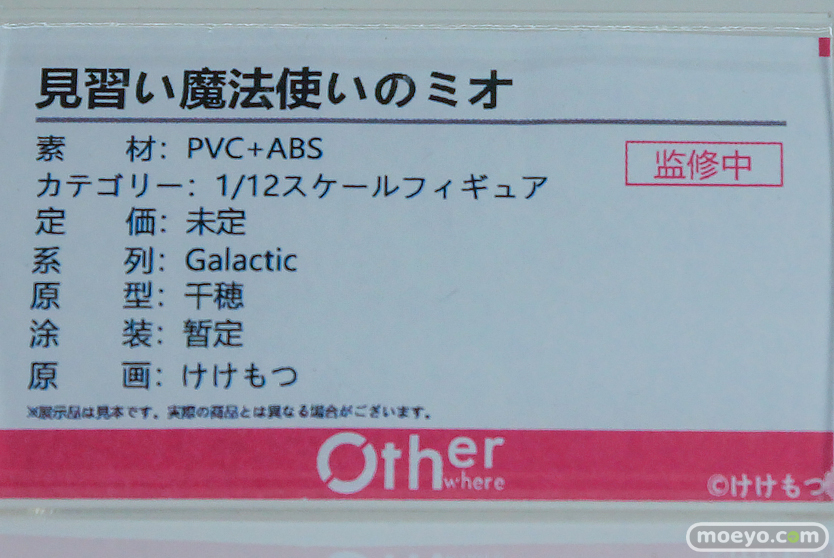 見習い魔法使いのミオ
素 材：PVC+ABS
监修中
カテゴリー：1/12スケールフィギュア
定 価：未定
系 列：Galactic
原 型：千穂
涂 装：暂定
原 画：けけもつ
※展示品は見本です。実際の商品とは異なる場合がございます。
Other
where
©けけもつ
moeyo.com